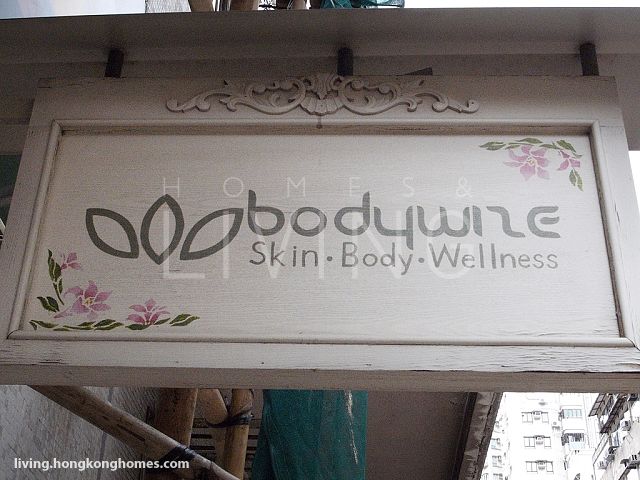 HOMES &
LIVING
bodywize
Skin · Body · Wellness
living.hongkonghomes.com